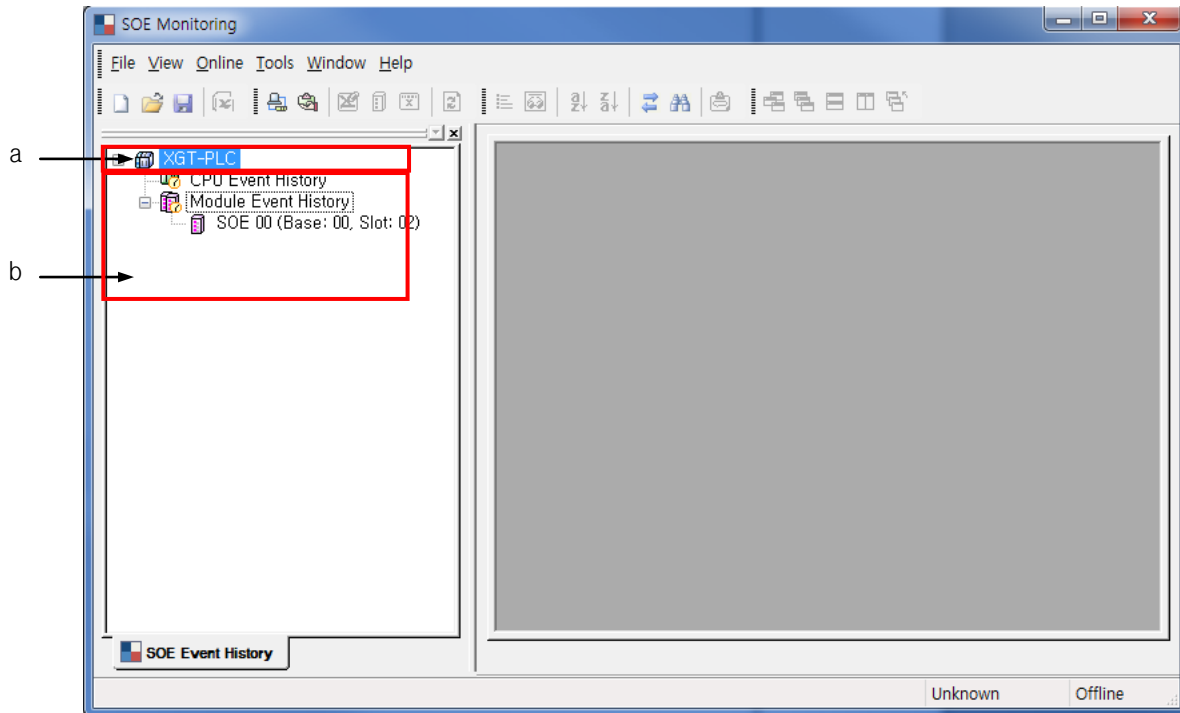 SOE Monitoring
File View Online Tools Window Help
a
XGT-PLC
CPU Event History
Module Event History
SOE 00 (Base: 00, Slot: 02)
b
SOE Event History
Unknown Offline